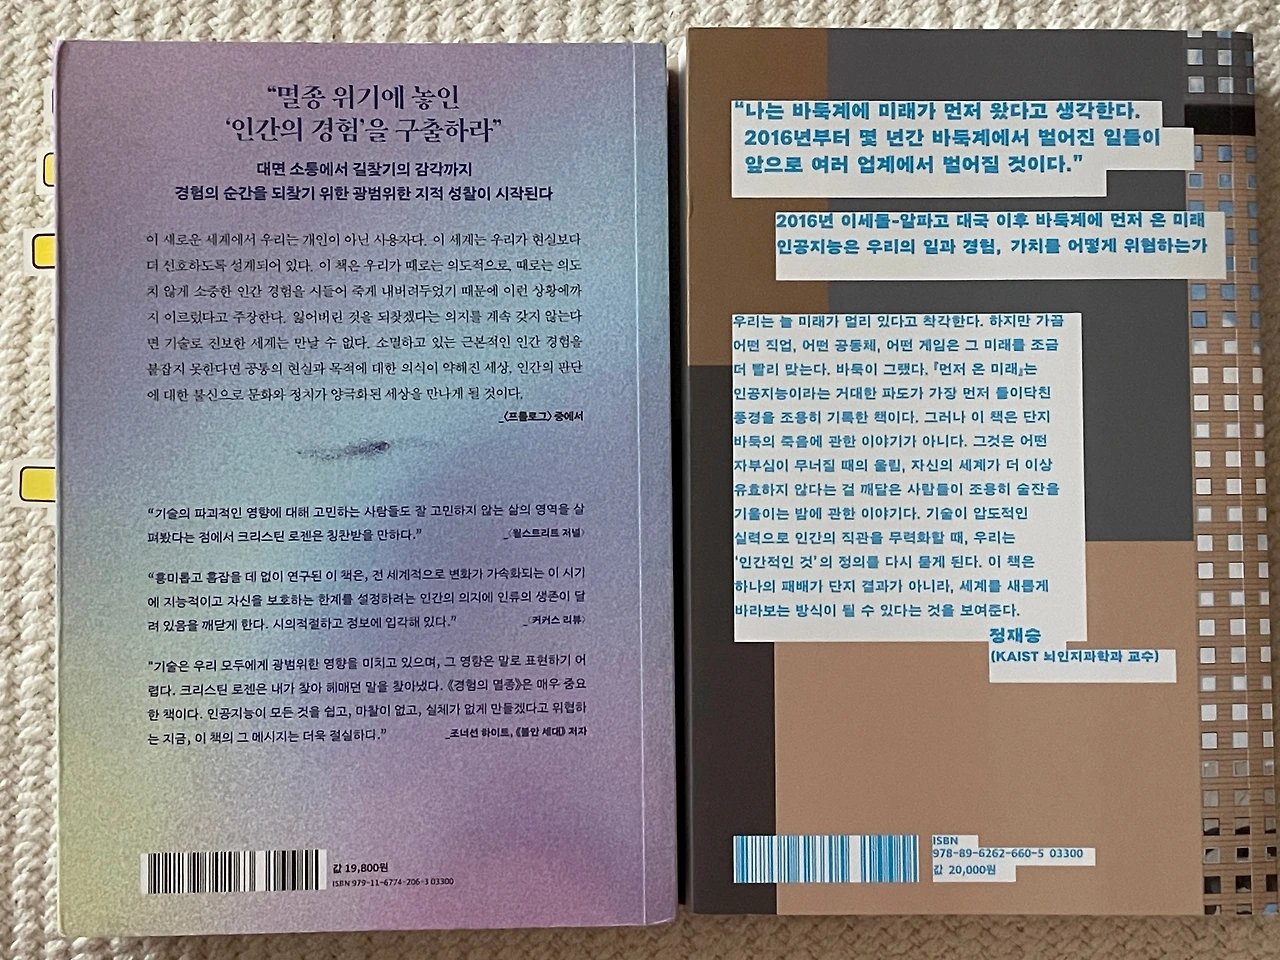 “멸종 위기에 놓인
‘인간의 경험’을 구출하라”
대면 소통에서 길찾기의 감각까지
경험의 순간을 되찾기 위한 광범위한 지적 성찰이 시작된다
이 새로운 세계에서 우리는 개인이 아닌 사용자다. 이 세계는 우리가 현실보다
더 선호하도록 설계되어 있다. 이 책은 우리가 때로는 의도적으로, 때로는 의도
치 않게 소중한 인간 경험을 시들어 죽게 내버려두었기 때문에 이런 상황에까
지 이르렀다고 주장한다. 잃어버린 것을 되찾겠다는 의지를 계속 갖지 않는다
면 기술로 진보한 세계는 만날 수 없다. 소멸하고 있는 근본적인 인간 경험을
붙잡지 못한다면 공통의 현실과 목적에 대한 의식이 약해진 세상, 인간의 판단
에 대한 불신으로 문화와 정치가 양극화된 세상을 만나게 될 것이다.
_〈프롤로그〉 중에서
“기술의 파괴적인 영향에 대해 고민하는 사람들도 잘 고민하지 않는 삶의 영역을 살
펴봤다는 점에서 크리스틴 로젠은 칭찬받을 만하다.” _〈월스트리트 저널〉
“흥미롭고 흠잡을 데 없이 연구된 이 책은, 전 세계적으로 변화가 가속화되는 이 시기
에 지능적이고 자신을 보호하는 한계를 설정하려는 인간의 의지에 인류의 생존이 달
려 있음을 깨닫게 한다. 시의적절하고 정보에 입각해 있다.” _〈커커스 리뷰〉
“기술은 우리 모두에게 광범위한 영향을 미치고 있으며, 그 영향은 말로 표현하기 어
렵다. 크리스틴 로젠은 내가 찾아 헤매던 말을 찾아냈다. 《경험의 멸종》은 매우 중요
한 책이다. 인공지능이 모든 것을 쉽고, 마찰이 없고, 실체가 없게 만들겠다고 위협하
는 지금, 이 책의 그 메시지는 더욱 절실하다.” _조너선 하이트, 《불안 세대》 저자
값 19,800원
ISBN 979-11-6774-206-3 03300
“나는 바둑계에 미래가 먼저 왔다고 생각한다.
2016년부터 몇 년간 바둑계에서 벌어진 일들이
앞으로 여러 업계에서 벌어질 것이다.”
2016년 이세돌-알파고 대국 이후 바둑계에 먼저 온 미래
인공지능은 우리의 일과 경험, 가치를 어떻게 위협하는가
우리는 늘 미래가 멀리 있다고 착각한다. 하지만 가끔
어떤 직업, 어떤 공동체, 어떤 게임은 그 미래를 조금
더 빨리 맞는다. 바둑이 그랬다. 『먼저 온 미래』는
인공지능이라는 거대한 파도가 가장 먼저 들이닥친
풍경을 조용히 기록한 책이다. 그러나 이 책은 단지
바둑의 죽음에 관한 이야기가 아니다. 그것은 어떤
자부심이 무너질 때의 울림, 자신의 세계가 더 이상
유효하지 않다는 걸 깨달은 사람들이 조용히 술잔을
기울이는 밤에 관한 이야기다. 기술이 압도적인
실력으로 인간의 직관을 무력화할 때, 우리는
‘인간적인 것’의 정의를 다시 묻게 된다. 이 책은
하나의 패배가 단지 결과가 아니라, 세계를 새롭게
바라보는 방식이 될 수 있다는 것을 보여준다.
정재승
(KAIST 뇌인지과학과 교수)
ISBN
978-89-6262-660-5 03300
값 20,000원